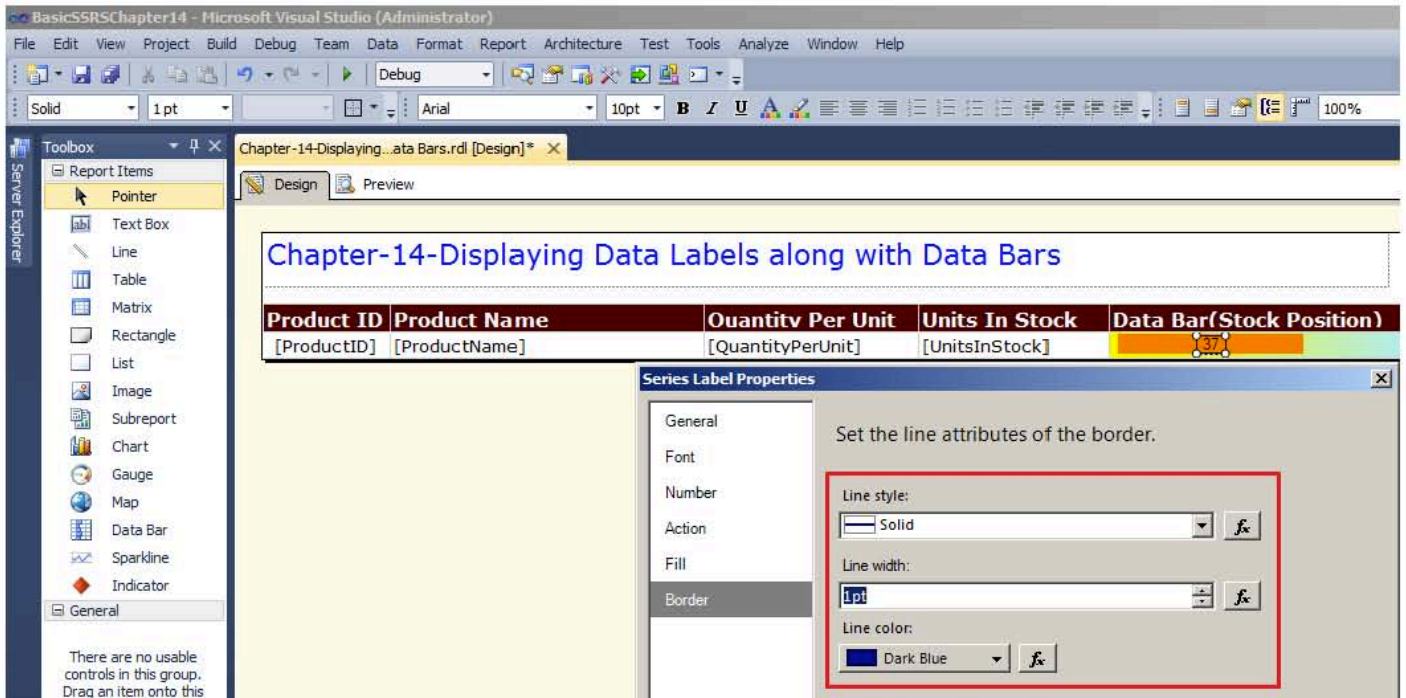 BasicSSRSChapter14 - Microsoft Visual Studio (Administrator)
File Edit View Project Build Debug Team Data Format Report Architecture Test Tools Analyze Window Help
Debug
Solid 1 pt Arial 10pt B I U A 100%
Server Explorer
Toolbox
Chapter-14-Displaying...ata Bars.rdl [Design]*
Report Items
Design Preview
Pointer
Text Box
Line
Table
Matrix
Rectangle
List
Image
Subreport
Chart
Gauge
Map
Data Bar
Sparkline
Indicator
General
There are no usable
controls in this group.
Drag an item onto this
Chapter-14-Displaying Data Labels along with Data Bars
Product ID Product Name Quantity Per Unit Units In Stock Data Bar(Stock Position)
[ProductID] [ProductName] [QuantityPerUnit] [UnitsInStock] 37
Series Label Properties
General
Font
Number
Action
Fill
Border
Set the line attributes of the border.
Line style:
Solid fx
Line width:
1pt fx
Line color:
Dark Blue fx